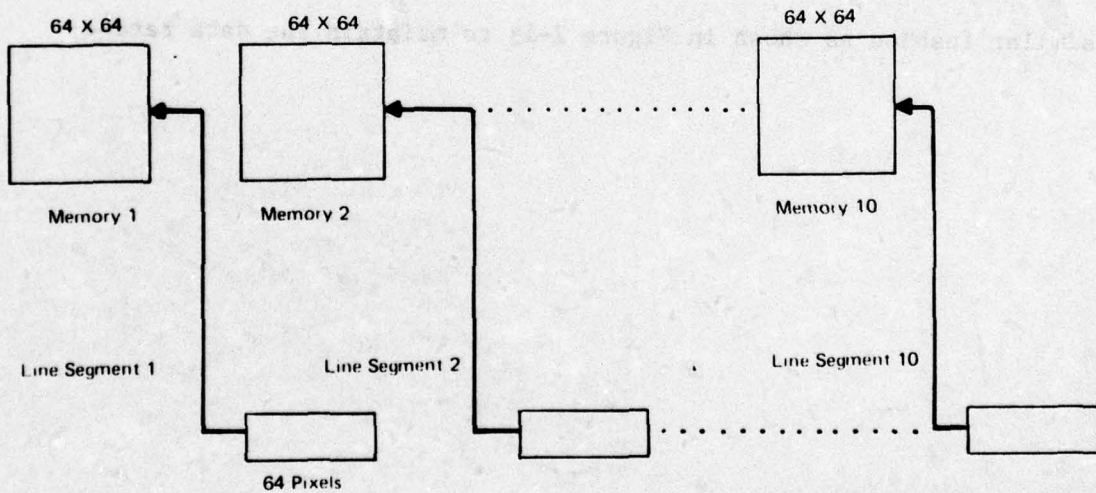 64 X 64
64 X 64
64 X 64
Memory 1
Memory 2
Memory 10
Line Segment 1
Line Segment 2
Line Segment 10
64 Pixels